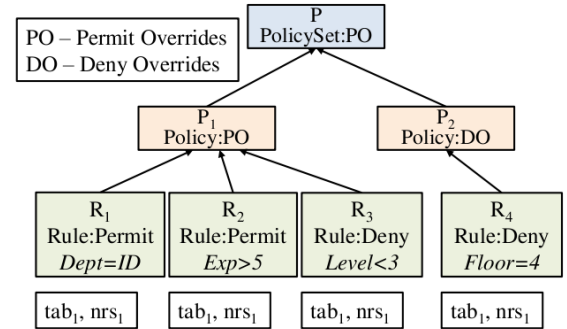 P
PolicySet:PO
PO – Permit Overrides
DO – Deny Overrides
P₁
Policy:PO
P₂
Policy:DO
R₁
Rule:Permit
Dept=ID
R₂
Rule:Permit
Exp>5
R₃
Rule:Deny
Level<3
R₄
Rule:Deny
Floor=4
tab₁, nrs₁
tab₁, nrs₁
tab₁, nrs₁
tab₁, nrs₁